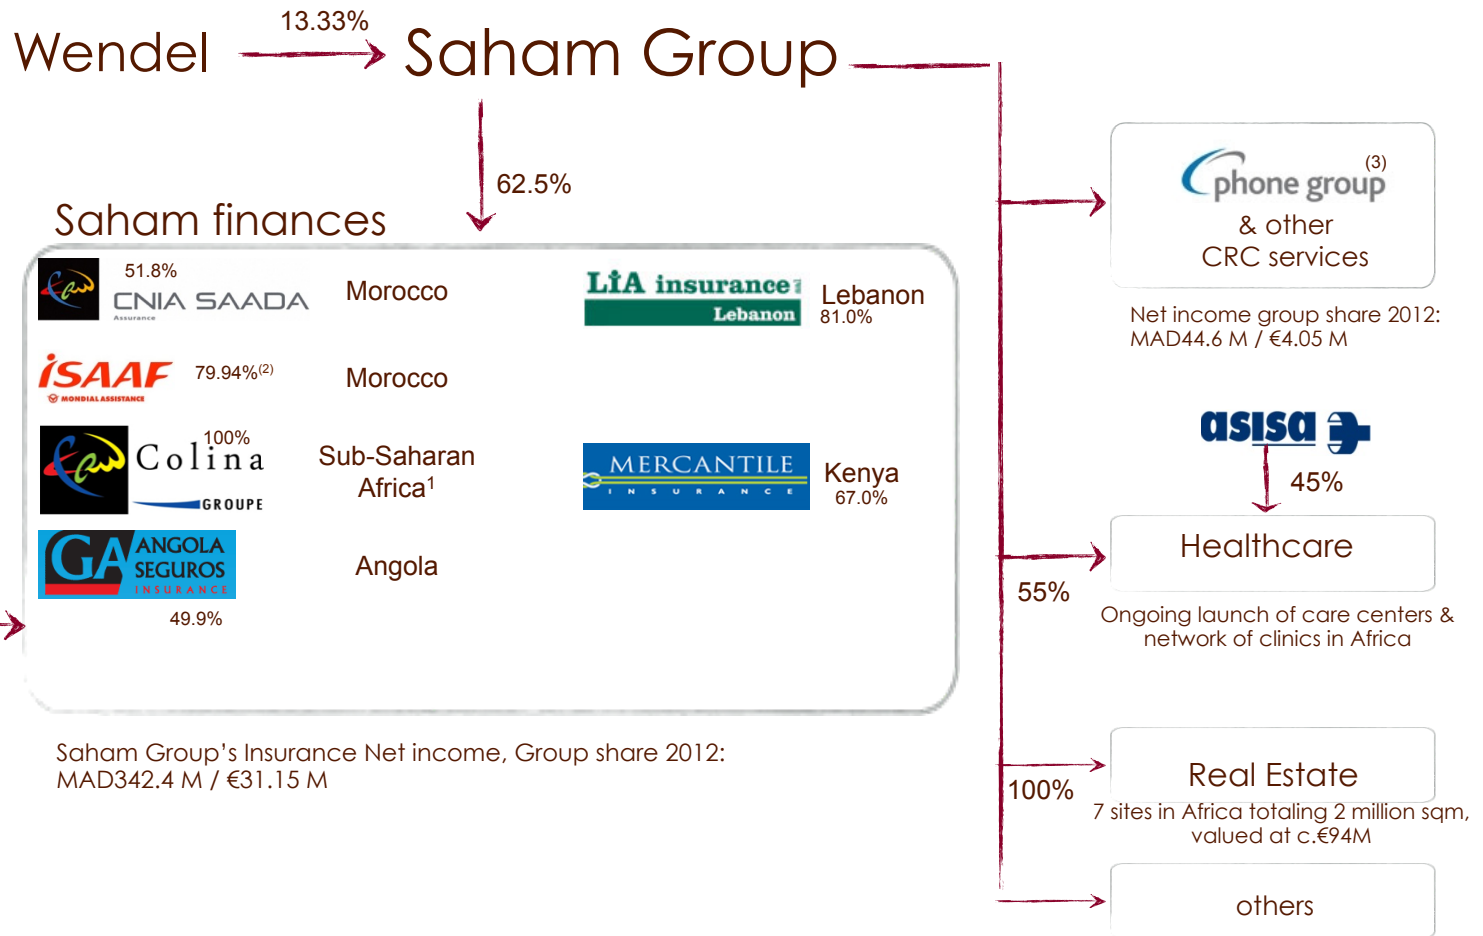 Wendel
13.33%
Saham Group
62.5%
Saham finances
51.8%
CNIA SAADA
Assurance
Morocco
LiA insurance
Lebanon
Lebanon
81.0%
iSAAF
MONDIAL ASSISTANCE
79.94%(2)
Morocco
100%
Colina
GROUPE
Sub-Saharan
Africa1
MERCANTILE
INSURANCE
Kenya
67.0%
GA ANGOLA
SEGUROS
INSURANCE
Angola
49.9%
Saham Group's Insurance Net income, Group share 2012:
MAD342.4 M / €31.15 M
phone group
(3)
& other
CRC services
Net income group share 2012:
MAD44.6 M / €4.05 M
asisa
45%
55%
Healthcare
Ongoing launch of care centers &
network of clinics in Africa
100%
Real Estate
7 sites in Africa totaling 2 million sqm,
valued at c.€94M
others